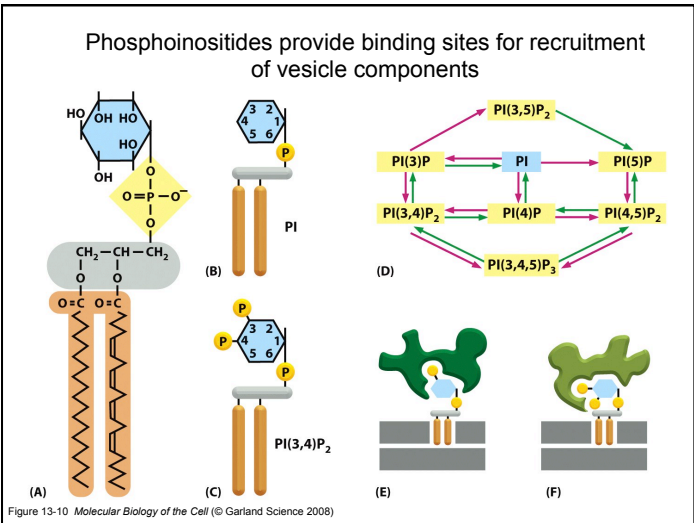 Phosphoinositides provide binding sites for recruitment
of vesicle components
HO
OH
HO
HO
OH
O
O=P—O−
O
CH2—CH—CH2
O
O
O=C
O=C
(A)
3 2
4 1
5 6
P
PI
(B)
P
P
3 2
4 1
5 6
P
PI(3,4)P2
(C)
PI(3,5)P2
PI(3)P
PI
PI(5)P
PI(3,4)P2
PI(4)P
PI(4,5)P2
PI(3,4,5)P3
(D)
(E)
(F)
Figure 13-10 Molecular Biology of the Cell (© Garland Science 2008)